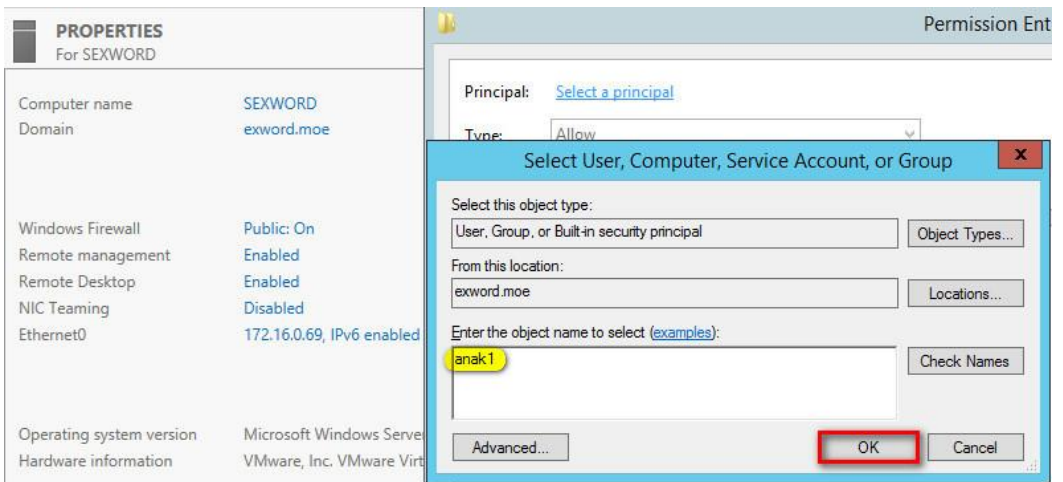 PROPERTIES
For SEXWORD
Computer name SEXWORD
Domain exword.moe
Windows Firewall Public: On
Remote management Enabled
Remote Desktop Enabled
NIC Teaming Disabled
Ethernet0 172.16.0.69, IPv6 enabled
Operating system version Microsoft Windows Server
Hardware information VMware, Inc. VMware Virt
Permission Ent
Principal: Select a principal
Type: Allow
Select User, Computer, Service Account, or Group
x
Select this object type:
User, Group, or Built-in security principal Object Types...
From this location:
exword.moe Locations...
Enter the object name to select (examples):
anak1 Check Names
Advanced... OK Cancel